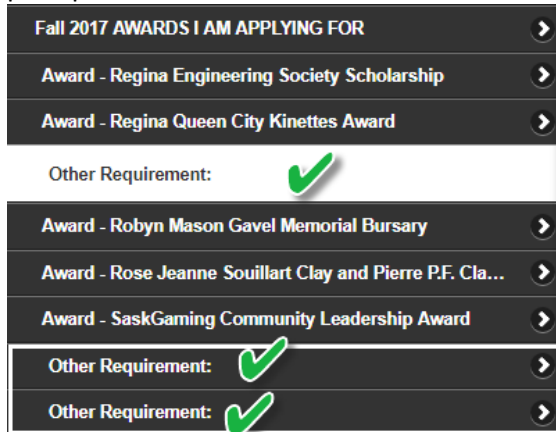 Fall 2017 AWARDS I AM APPLYING FOR
Award - Regina Engineering Society Scholarship
Award - Regina Queen City Kinettes Award
Other Requirement:
Award - Robyn Mason Gavel Memorial Bursary
Award - Rose Jeanne Souillart Clay and Pierre P.F. Cla...
Award - SaskGaming Community Leadership Award
Other Requirement:
Other Requirement: